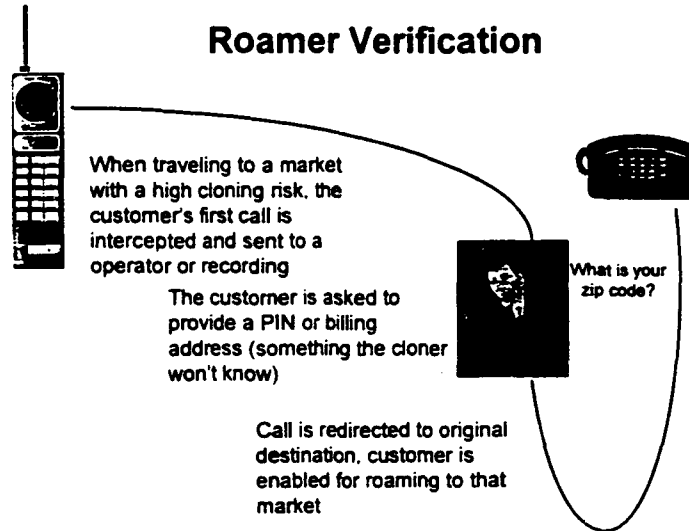 Roamer Verification
When traveling to a market
with a high cloning risk, the
customer's first call is
intercepted and sent to a
operator or recording
The customer is asked to
provide a PIN or billing
address (something the cloner
won't know)
What is your
zip code?
Call is redirected to original
destination, customer is
enabled for roaming to that
market